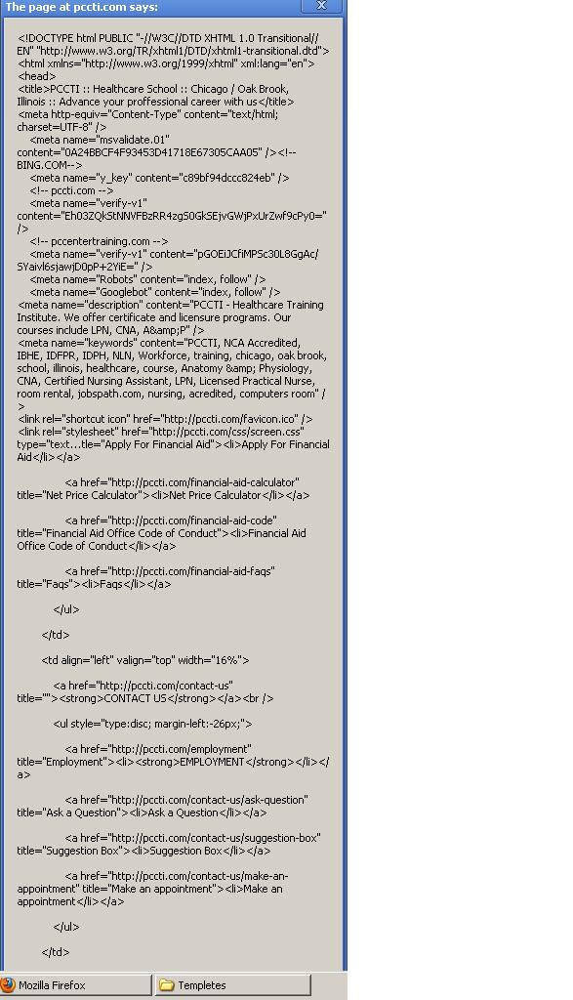 The page at pccti.com says:
X
<!DOCTYPE html PUBLIC "-//W3C//DTD XHTML 1.0 Transitional//
EN" "http://www.w3.org/TR/xhtml1/DTD/xhtml1-transitional.dtd">
<html xmlns="http://www.w3.org/1999/xhtml" xml:lang="en">
<head>
<title>PCCTI :: Healthcare School :: Chicago / Oak Brook,
Illinois :: Advance your proffessional career with us</title>
<meta http-equiv="Content-Type" content="text/html;
charset=UTF-8" />
<meta name="msvalidate.01"
content="0A24BBCF4F93453D41718E67305CAA05" /><!--
BING.COM-->
<meta name="y_key" content="c89bf94dccc824eb" />
<!-- pccti.com -->
<meta name="verify-v1"
content="Eh03ZQkStNNVFBzRR4zgS0GkSEjvGWjPxUrZwf9cPy0="
/>
<!-- pccentertraining.com -->
<meta name="verify-v1" content="pGOEiJCfiMPSc30L8GgAc/
SYaivl6sjawjD0pP+2YiE=" />
<meta name="Robots" content="index, follow" />
<meta name="Googlebot" content="index, follow" />
<meta name="description" content="PCCTI - Healthcare Training
Institute. We offer certificate and licensure programs. Our
courses include LPN, CNA, A&amp;P" />
<meta name="keywords" content="PCCTI, NCA Accredited,
IBHE, IDFPR, IDPH, NLN, Workforce, training, chicago, oak brook,
school, illinois, healthcare, course, Anatomy &amp; Physiology,
CNA, Certified Nursing Assistant, LPN, Licensed Practical Nurse,
room rental, jobspath.com, nursing, acredited, computers room" /
>
<link rel="shortcut icon" href="http://pccti.com/favicon.ico" />
<link rel="stylesheet" href="http://pccti.com/css/screen.css"
type="text...tle="Apply For Financial Aid"><li>Apply For Financial
Aid</li></a>
<a href="http://pccti.com/financial-aid-calculator"
title="Net Price Calculator"><li>Net Price Calculator</li></a>
<a href="http://pccti.com/financial-aid-code"
title="Financial Aid Office Code of Conduct"><li>Financial Aid
Office Code of Conduct</li></a>
<a href="http://pccti.com/financial-aid-faqs"
title="Faqs"><li>Faqs</li></a>
</ul>
</td>
<td align="left" valign="top" width="16%">
<a href="http://pccti.com/contact-us"
title=""><strong>CONTACT US</strong></a><br />
<ul style="type:disc; margin-left:-26px;">
<a href="http://pccti.com/employment"
title="Employment"><li><strong>EMPLOYMENT</strong></li></
a>
<a href="http://pccti.com/contact-us/ask-question"
title="Ask a Question"><li>Ask a Question</li></a>
<a href="http://pccti.com/contact-us/suggestion-box"
title="Suggestion Box"><li>Suggestion Box</li></a>
<a href="http://pccti.com/contact-us/make-an-
appointment" title="Make an appointment"><li>Make an
appointment</li></a>
</ul>
</td>
Mozilla Firefox
Templetes